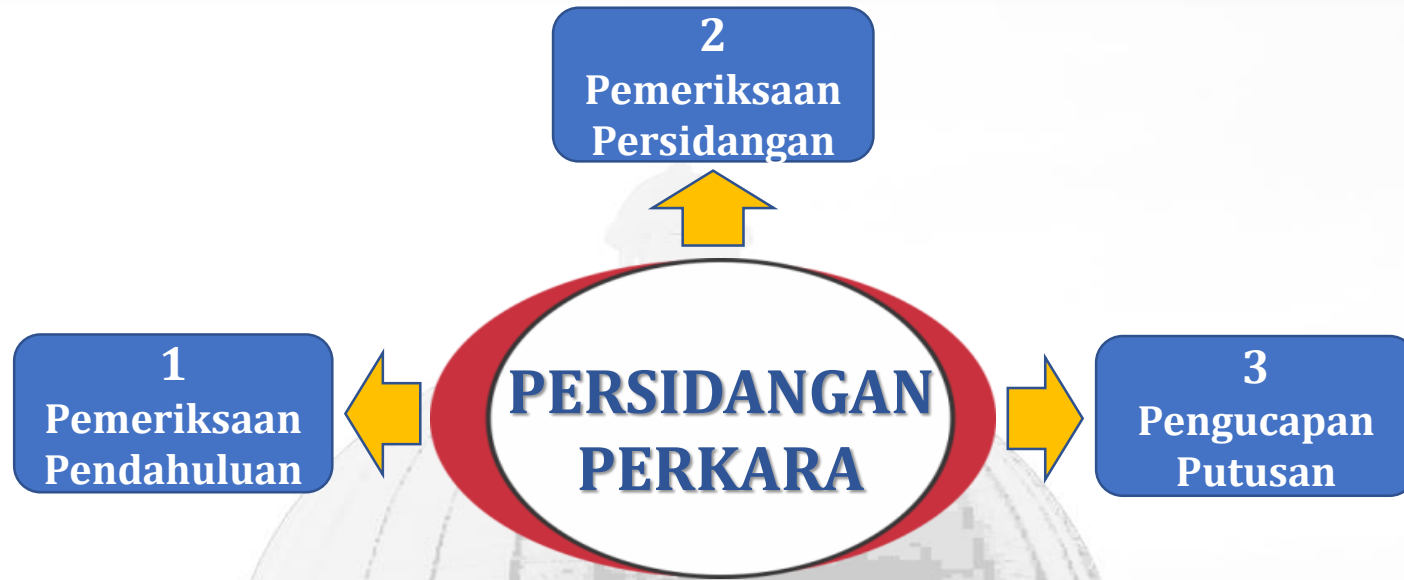 2
Pemeriksaan
Persidangan
1
Pemeriksaan
Pendahuluan
PERSIDANGAN
PERKARA
3
Pengucapan
Putusan